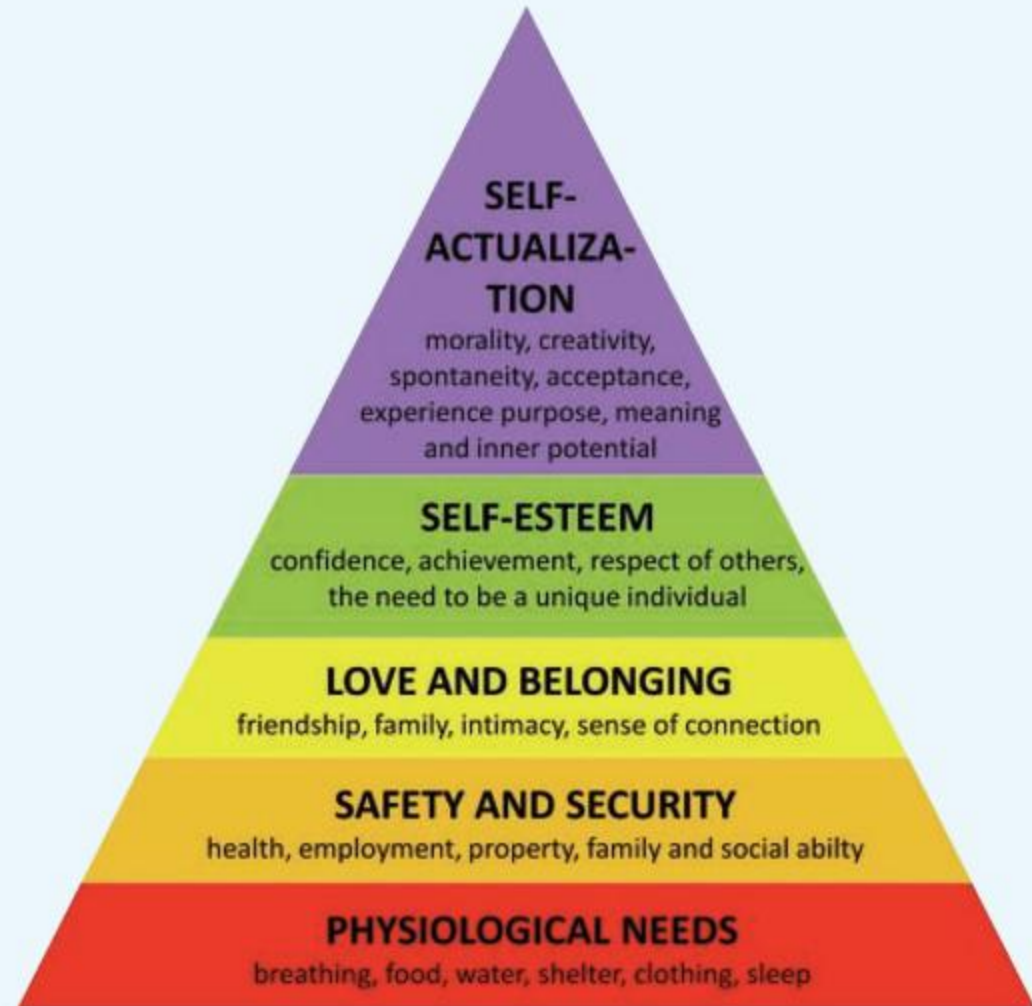 SELF-
ACTUALIZA-
TION
morality, creativity,
spontaneity, acceptance,
experience purpose, meaning
and inner potential
SELF-ESTEEM
confidence, achievement, respect of others,
the need to be a unique individual
LOVE AND BELONGING
friendship, family, intimacy, sense of connection
SAFETY AND SECURITY
health, employment, property, family and social abilty
PHYSIOLOGICAL NEEDS
breathing, food, water, shelter, clothing, sleep